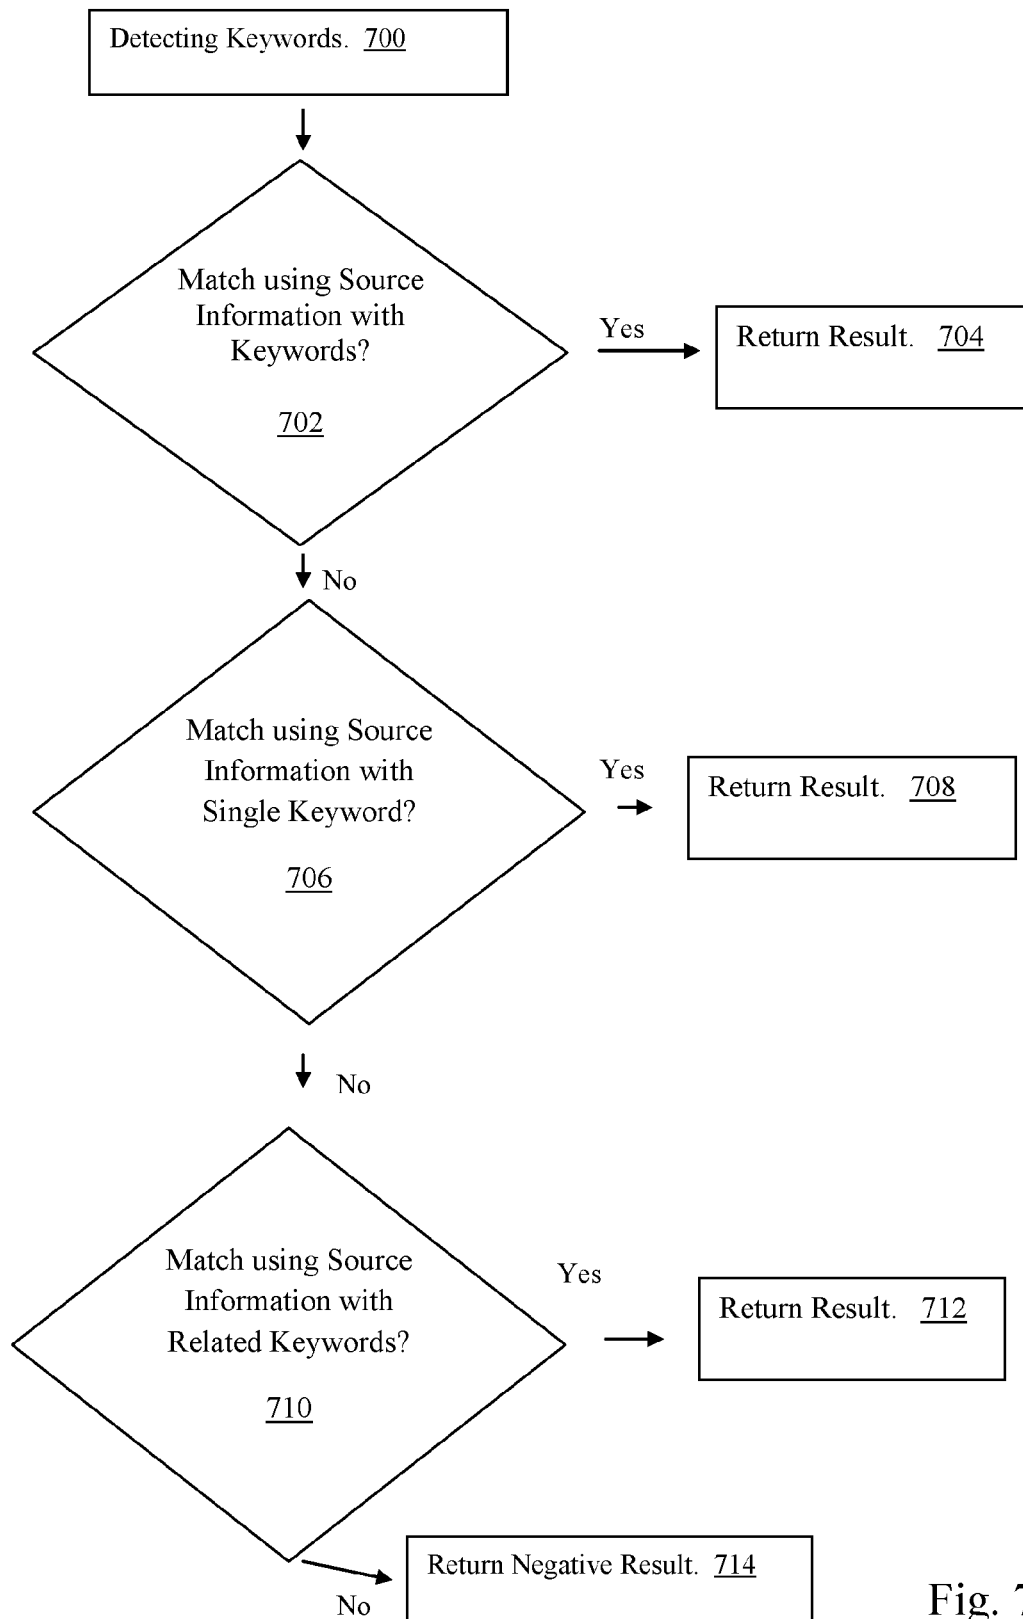 Detecting Keywords. 700
Match using Source
Information with
Keywords?
702
Yes
Return Result. 704
No
Match using Source
Information with
Single Keyword?
706
Yes
Return Result. 708
No
Match using Source
Information with
Related Keywords?
710
Yes
Return Result. 712
No
Return Negative Result. 714
Fig. 7